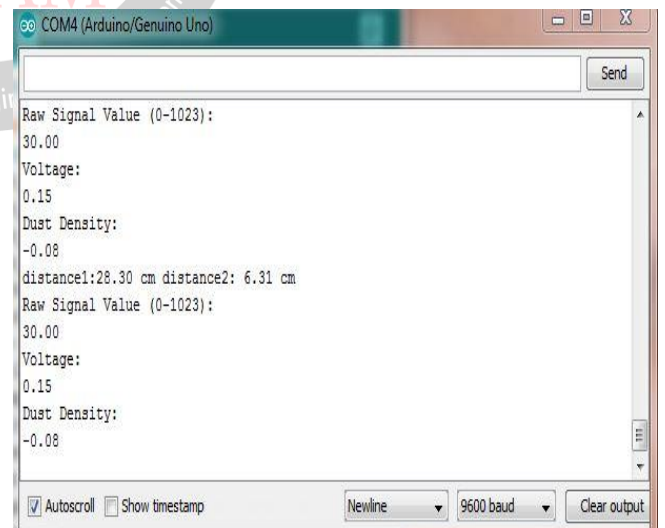 COM4 (Arduino/Genuino Uno)
Send
Raw Signal Value (0-1023):
30.00
Voltage:
0.15
Dust Density:
-0.08
distance1:28.30 cm distance2: 6.31 cm
Raw Signal Value (0-1023):
30.00
Voltage:
0.15
Dust Density:
-0.08
Autoscroll Show timestamp Newline 9600 baud Clear output